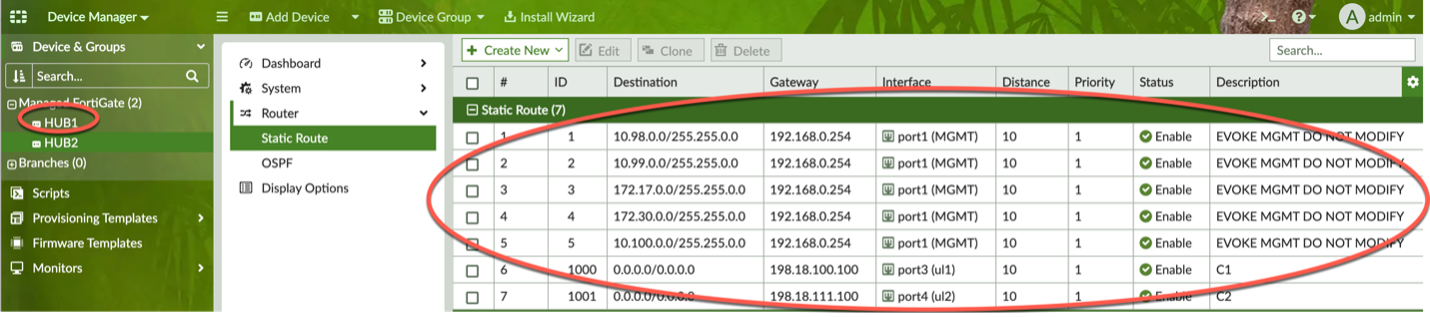 Device Manager Add Device Device Group Install Wizard >_ ? A admin
Device & Groups
Search...
Managed FortiGate (2)
HUB1
HUB2
Branches (0)
Scripts
Provisioning Templates
Firmware Templates
Monitors
Dashboard
System
Router
Static Route
OSPF
Display Options
+ Create New Edit Clone Delete Search...
# ID Destination Gateway Interface Distance Priority Status Description
Static Route (7)
1 1 10.98.0.0/255.255.0.0 192.168.0.254 port1 (MGMT) 10 1 Enable EVOKE MGMT DO NOT MODIFY
2 2 10.99.0.0/255.255.0.0 192.168.0.254 port1 (MGMT) 10 1 Enable EVOKE MGMT DO NOT MODIFY
3 3 172.17.0.0/255.255.0.0 192.168.0.254 port1 (MGMT) 10 1 Enable EVOKE MGMT DO NOT MODIFY
4 4 172.30.0.0/255.255.0.0 192.168.0.254 port1 (MGMT) 10 1 Enable EVOKE MGMT DO NOT MODIFY
5 5 10.100.0.0/255.255.0.0 192.168.0.254 port1 (MGMT) 10 1 Enable EVOKE MGMT DO NOT MODIFY
6 1000 0.0.0.0/0.0.0.0 198.18.100.100 port3 (ul1) 10 1 Enable C1
7 1001 0.0.0.0/0.0.0.0 198.18.111.100 port4 (ul2) 10 1 Enable C2